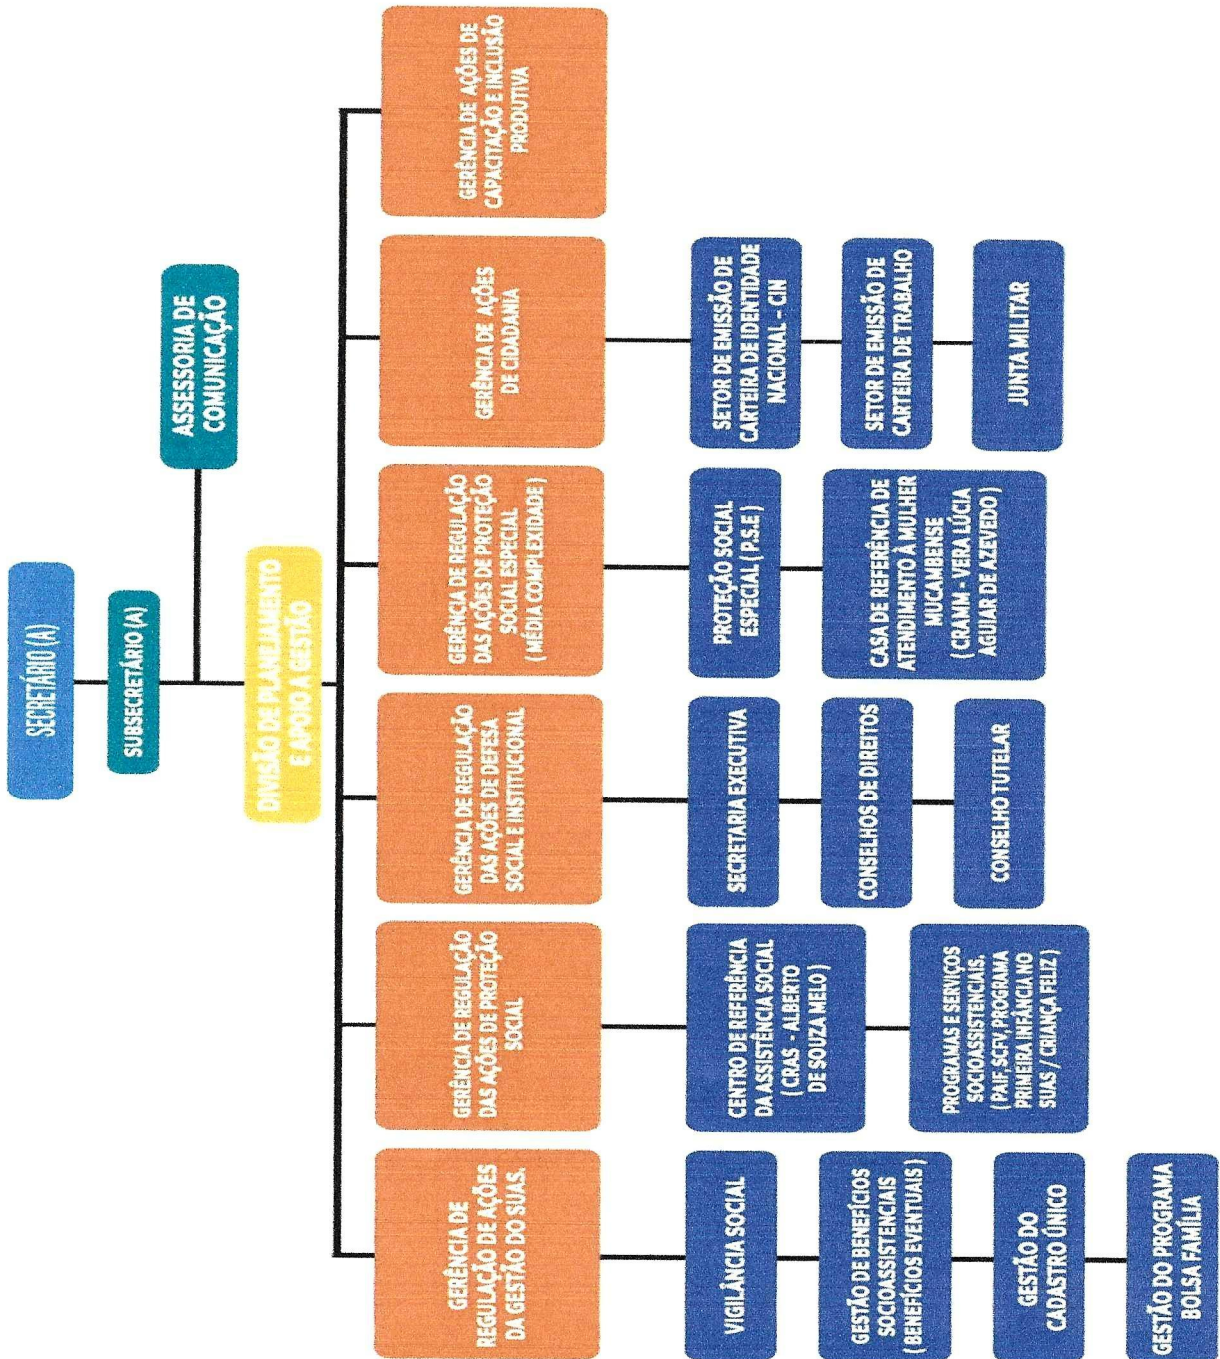 SECRETÁRIO (A)
SUBSECRETÁRIO (A)
ASSESSORIA DE
COMUNICAÇÃO
DIVISÃO DE PLANEJAMENTO
E APOIO A GESTÃO
GERÊNCIA DE
REGULAÇÃO DE AÇÕES
DA GESTÃO DO SUAS.
VIGILÂNCIA SOCIAL
GESTÃO DE BENEFÍCIOS
SOCIOASSISTENCIAIS
( BENEFÍCIOS EVENTUAIS )
GESTÃO DO
CADASTRO ÚNICO
GESTÃO DO PROGRAMA
BOLSA FAMÍLIA
GERÊNCIA DE REGULAÇÃO
DAS AÇÕES DE PROTEÇÃO
SOCIAL
CENTRO DE REFERÊNCIA
DA ASSISTÊNCIA SOCIAL
( CRAS - ALBERTO
DE SOUZA MELO )
PROGRAMAS E SERVIÇOS
SOCIOASSISTENCIAIS.
( PAIF, SCFV, PROGRAMA
PRIMEIRA INFÂNCIA NO
SUAS / CRIANÇA FELIZ )
GERÊNCIA DE REGULAÇÃO
DAS AÇÕES DE DEFESA
SOCIAL E INSTITUCIONAL
SECRETARIA EXECUTIVA
CONSELHOS DE DIREITOS
CONSELHO TUTELAR
GERÊNCIA DE REGULAÇÃO
DAS AÇÕES DE PROTEÇÃO
SOCIAL ESPECIAL
( MÉDIA COMPLEXIDADE )
PROTEÇÃO SOCIAL
ESPECIAL ( P.S.E )
CASA DE REFERÊNCIA DE
ATENDIMENTO À MULHER
MUCAMBENSE
( CRAMM - VERA LÚCIA
AGUIAR DE AZEVEDO )
GERÊNCIA DE AÇÕES
DE CIDADANIA
SETOR DE EMISSÃO DE
CARTEIRA DE IDENTIDADE
NACIONAL - CIN
SETOR DE EMISSÃO DE
CARTEIRA DE TRABALHO
JUNTA MILITAR
GERÊNCIA DE AÇÕES DE
CAPACITAÇÃO E INCLUSÃO
PRODUTIVA